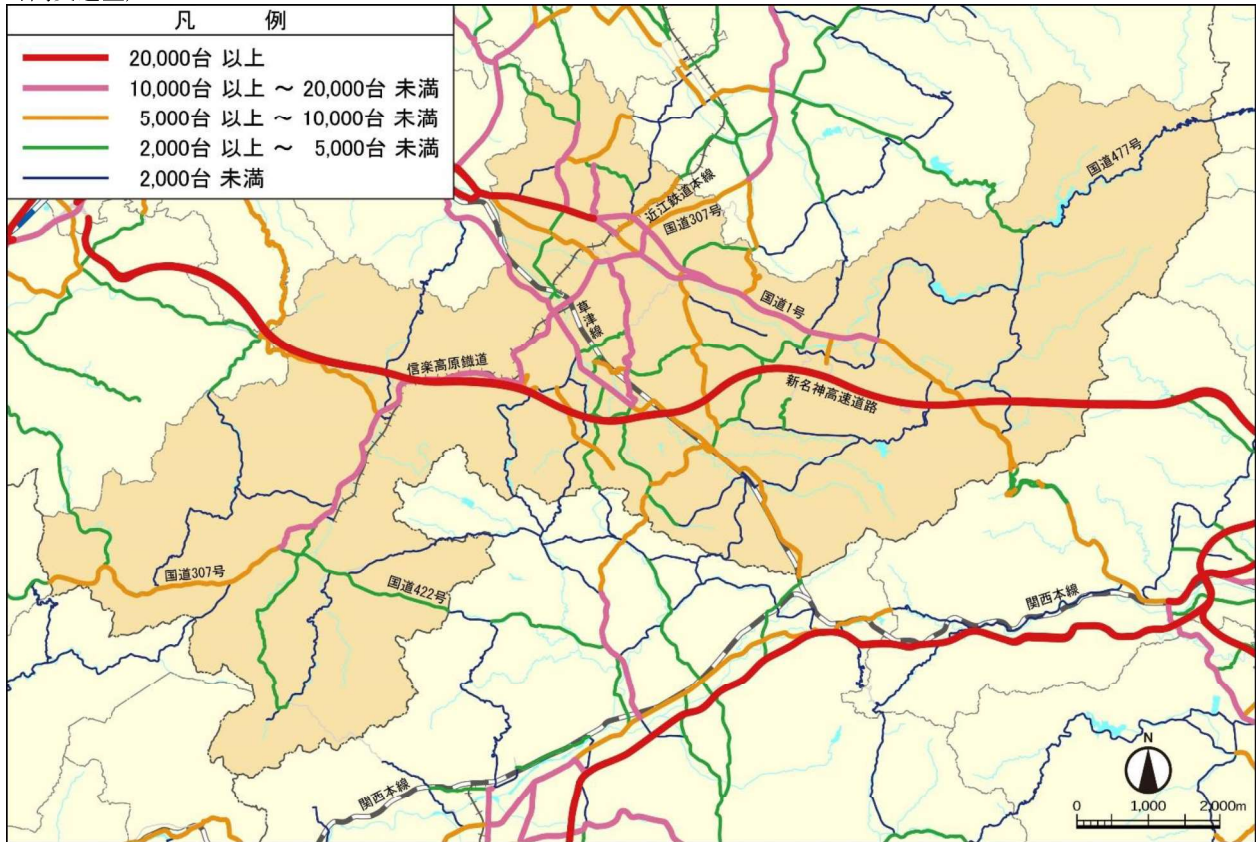 凡 例
20,000台 以上
10,000台 以上 ～ 20,000台 未満
5,000台 以上 ～ 10,000台 未満
2,000台 以上 ～ 5,000台 未満
2,000台 未満
国道477号
近江鉄道本線
国道307号
国道1号
草津線
信楽高原鐵道
新名神高速道路
国道307号
国道422号
関西本線
関西本線
N
0 1,000 2,000m